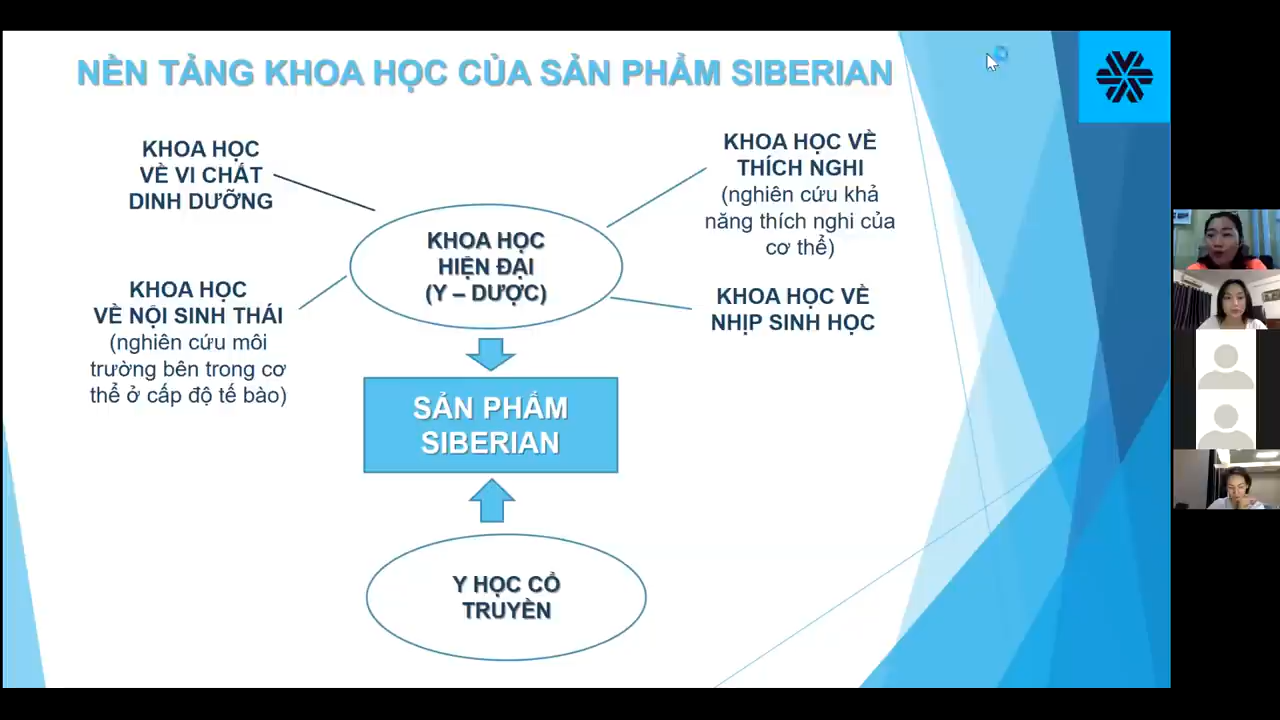 NỀN TẢNG KHOA HỌC CỦA SẢN PHẨM SIBERIAN
KHOA HỌC
VỀ VI CHẤT
DINH DƯỠNG
KHOA HỌC VỀ
THÍCH NGHI
(nghiên cứu khả
năng thích nghi của
cơ thể)
KHOA HỌC
HIỆN ĐẠI
(Y – DƯỢC)
KHOA HỌC
VỀ NỘI SINH THÁI
(nghiên cứu môi
trường bên trong cơ
thể ở cấp độ tế bào)
KHOA HỌC VỀ
NHỊP SINH HỌC
SẢN PHẨM
SIBERIAN
Y HỌC CỔ
TRUYỀN